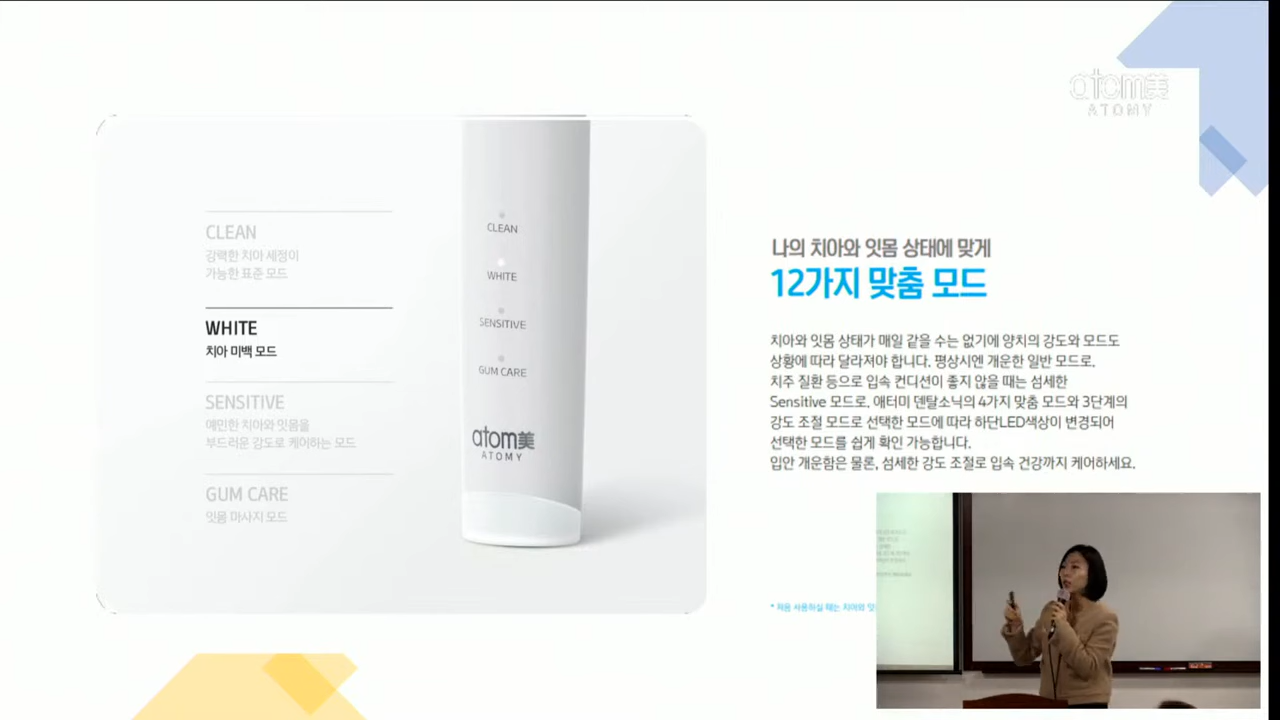 atom美
ATOMY
CLEAN
강력한 치아 세정이
가능한 표준 모드
WHITE
치아 미백 모드
SENSITIVE
예민한 치아와 잇몸을
부드러운 강도로 케어하는 모드
GUM CARE
잇몸 마사지 모드
CLEAN
WHITE
SENSITIVE
GUM CARE
atom美
ATOMY
나의 치아와 잇몸 상태에 맞게
12가지 맞춤 모드
치아와 잇몸 상태가 매일 같을 수는 없기에 양치의 강도와 모드도
상황에 따라 달라져야 합니다. 평상시엔 개운한 일반 모드로,
치주 질환 등으로 입속 컨디션이 좋지 않을 때는 섬세한
Sensitive 모드로, 애터미 덴탈소닉의 4가지 맞춤 모드와 3단계의
강도 조절 모드로 선택한 모드에 따라 하단LED색상이 변경되어
선택한 모드를 쉽게 확인 가능합니다.
입안 개운함은 물론, 섬세한 강도 조절로 입속 건강까지 케어하세요.
* 처음 사용하실 때는 치아와